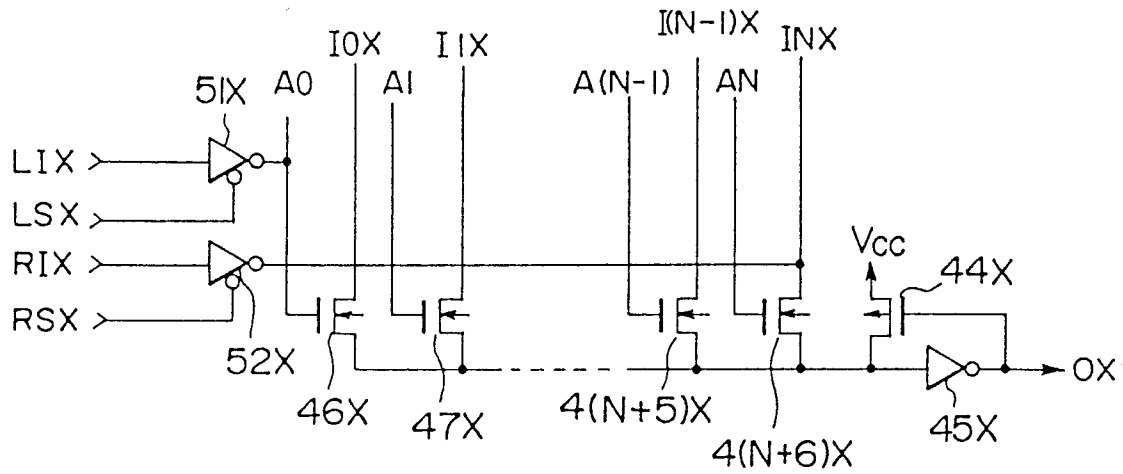 I0X I1X I(N-1)X INX
51X A0 A1 A(N-1) AN
LIX
LSX
RIX Vcc 44X
RSX
52X
46X 47X 4(N+5)X 4(N+6)X 45X OX